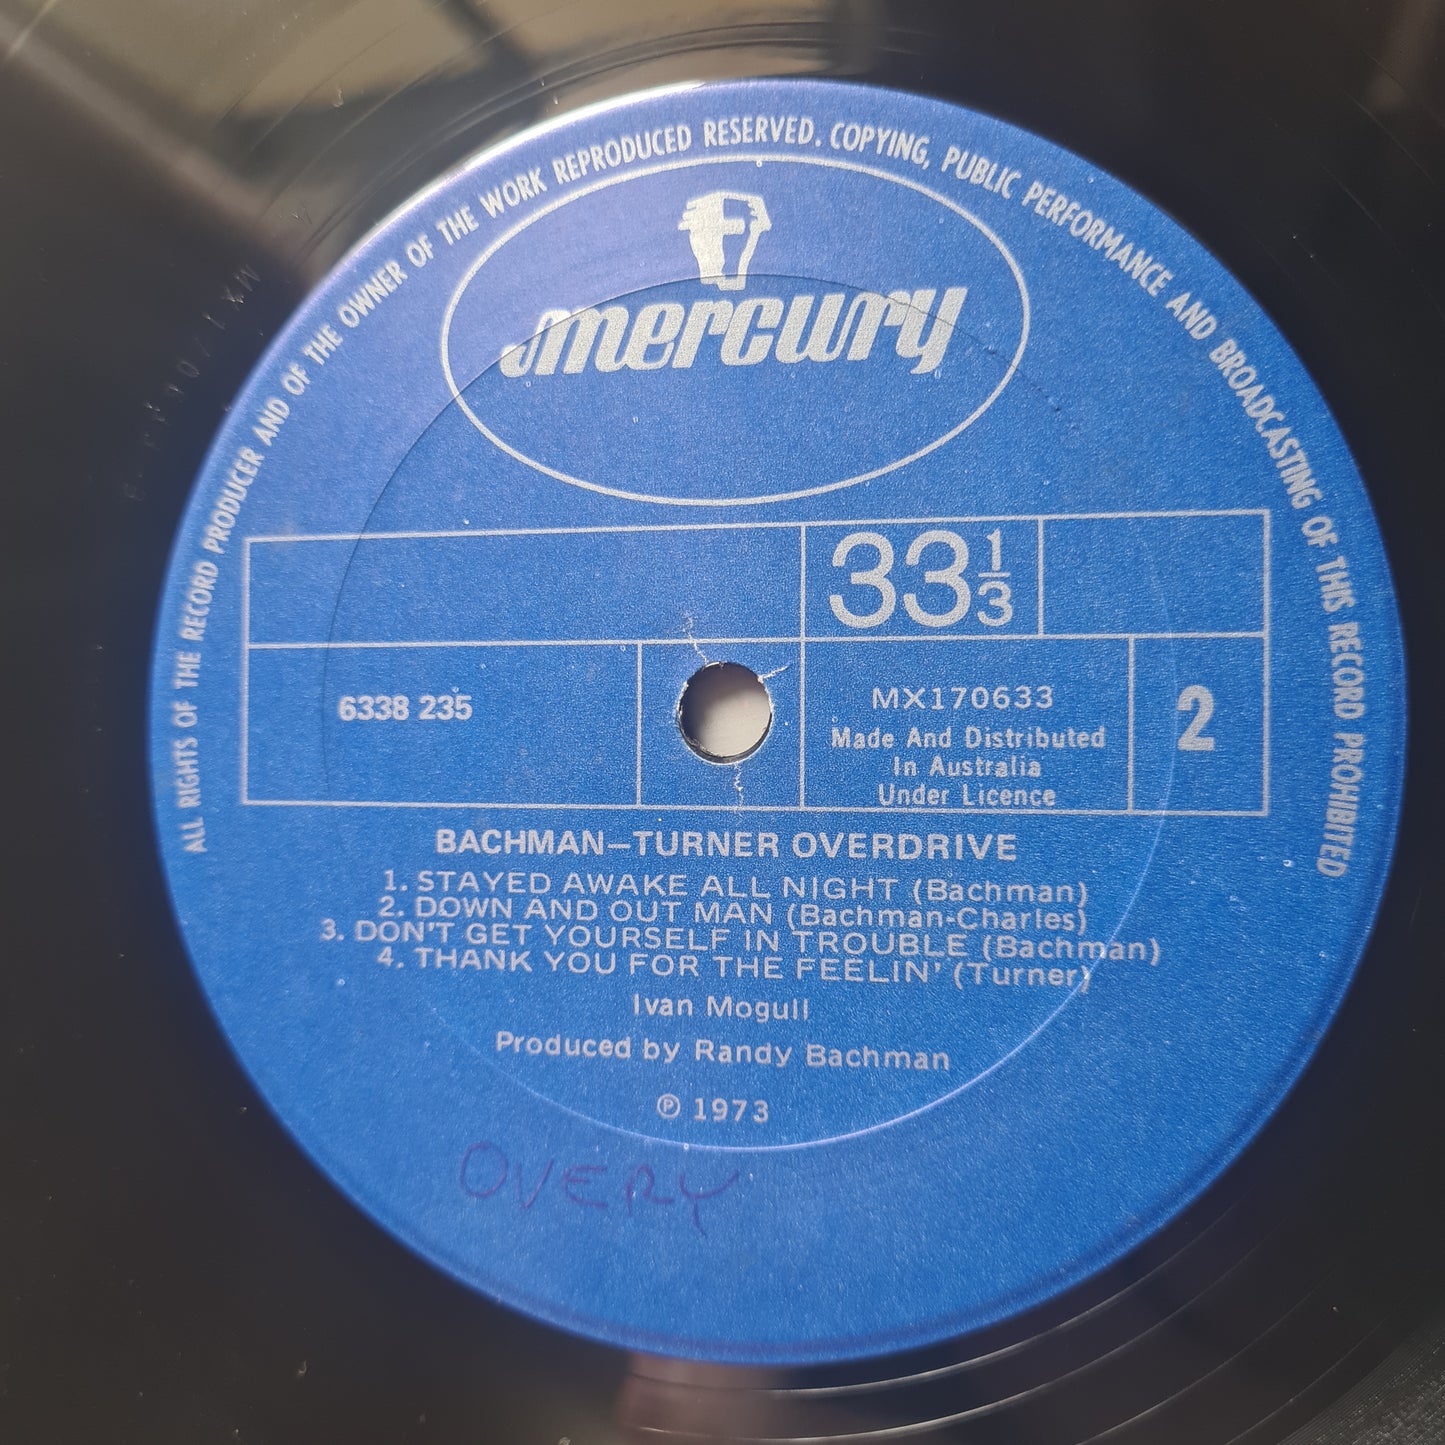 ALL RIGHTS OF THE RECORD PRODUCER AND OF THE OWNER OF THE WORK REPRODUCED RESERVED. COPYING, PUBLIC PERFORMANCE AND BROADCASTING OF THIS RECORD PROHIBITED
mercury
33 1/3
6338 235
MX170633
Made And Distributed
In Australia
Under Licence
2
BACHMAN–TURNER OVERDRIVE
1. STAYED AWAKE ALL NIGHT (Bachman)
2. DOWN AND OUT MAN (Bachman-Charles)
3. DON'T GET YOURSELF IN TROUBLE (Bachman)
4. THANK YOU FOR THE FEELIN' (Turner)
Ivan Mogull
Produced by Randy Bachman
℗ 1973
OVERY